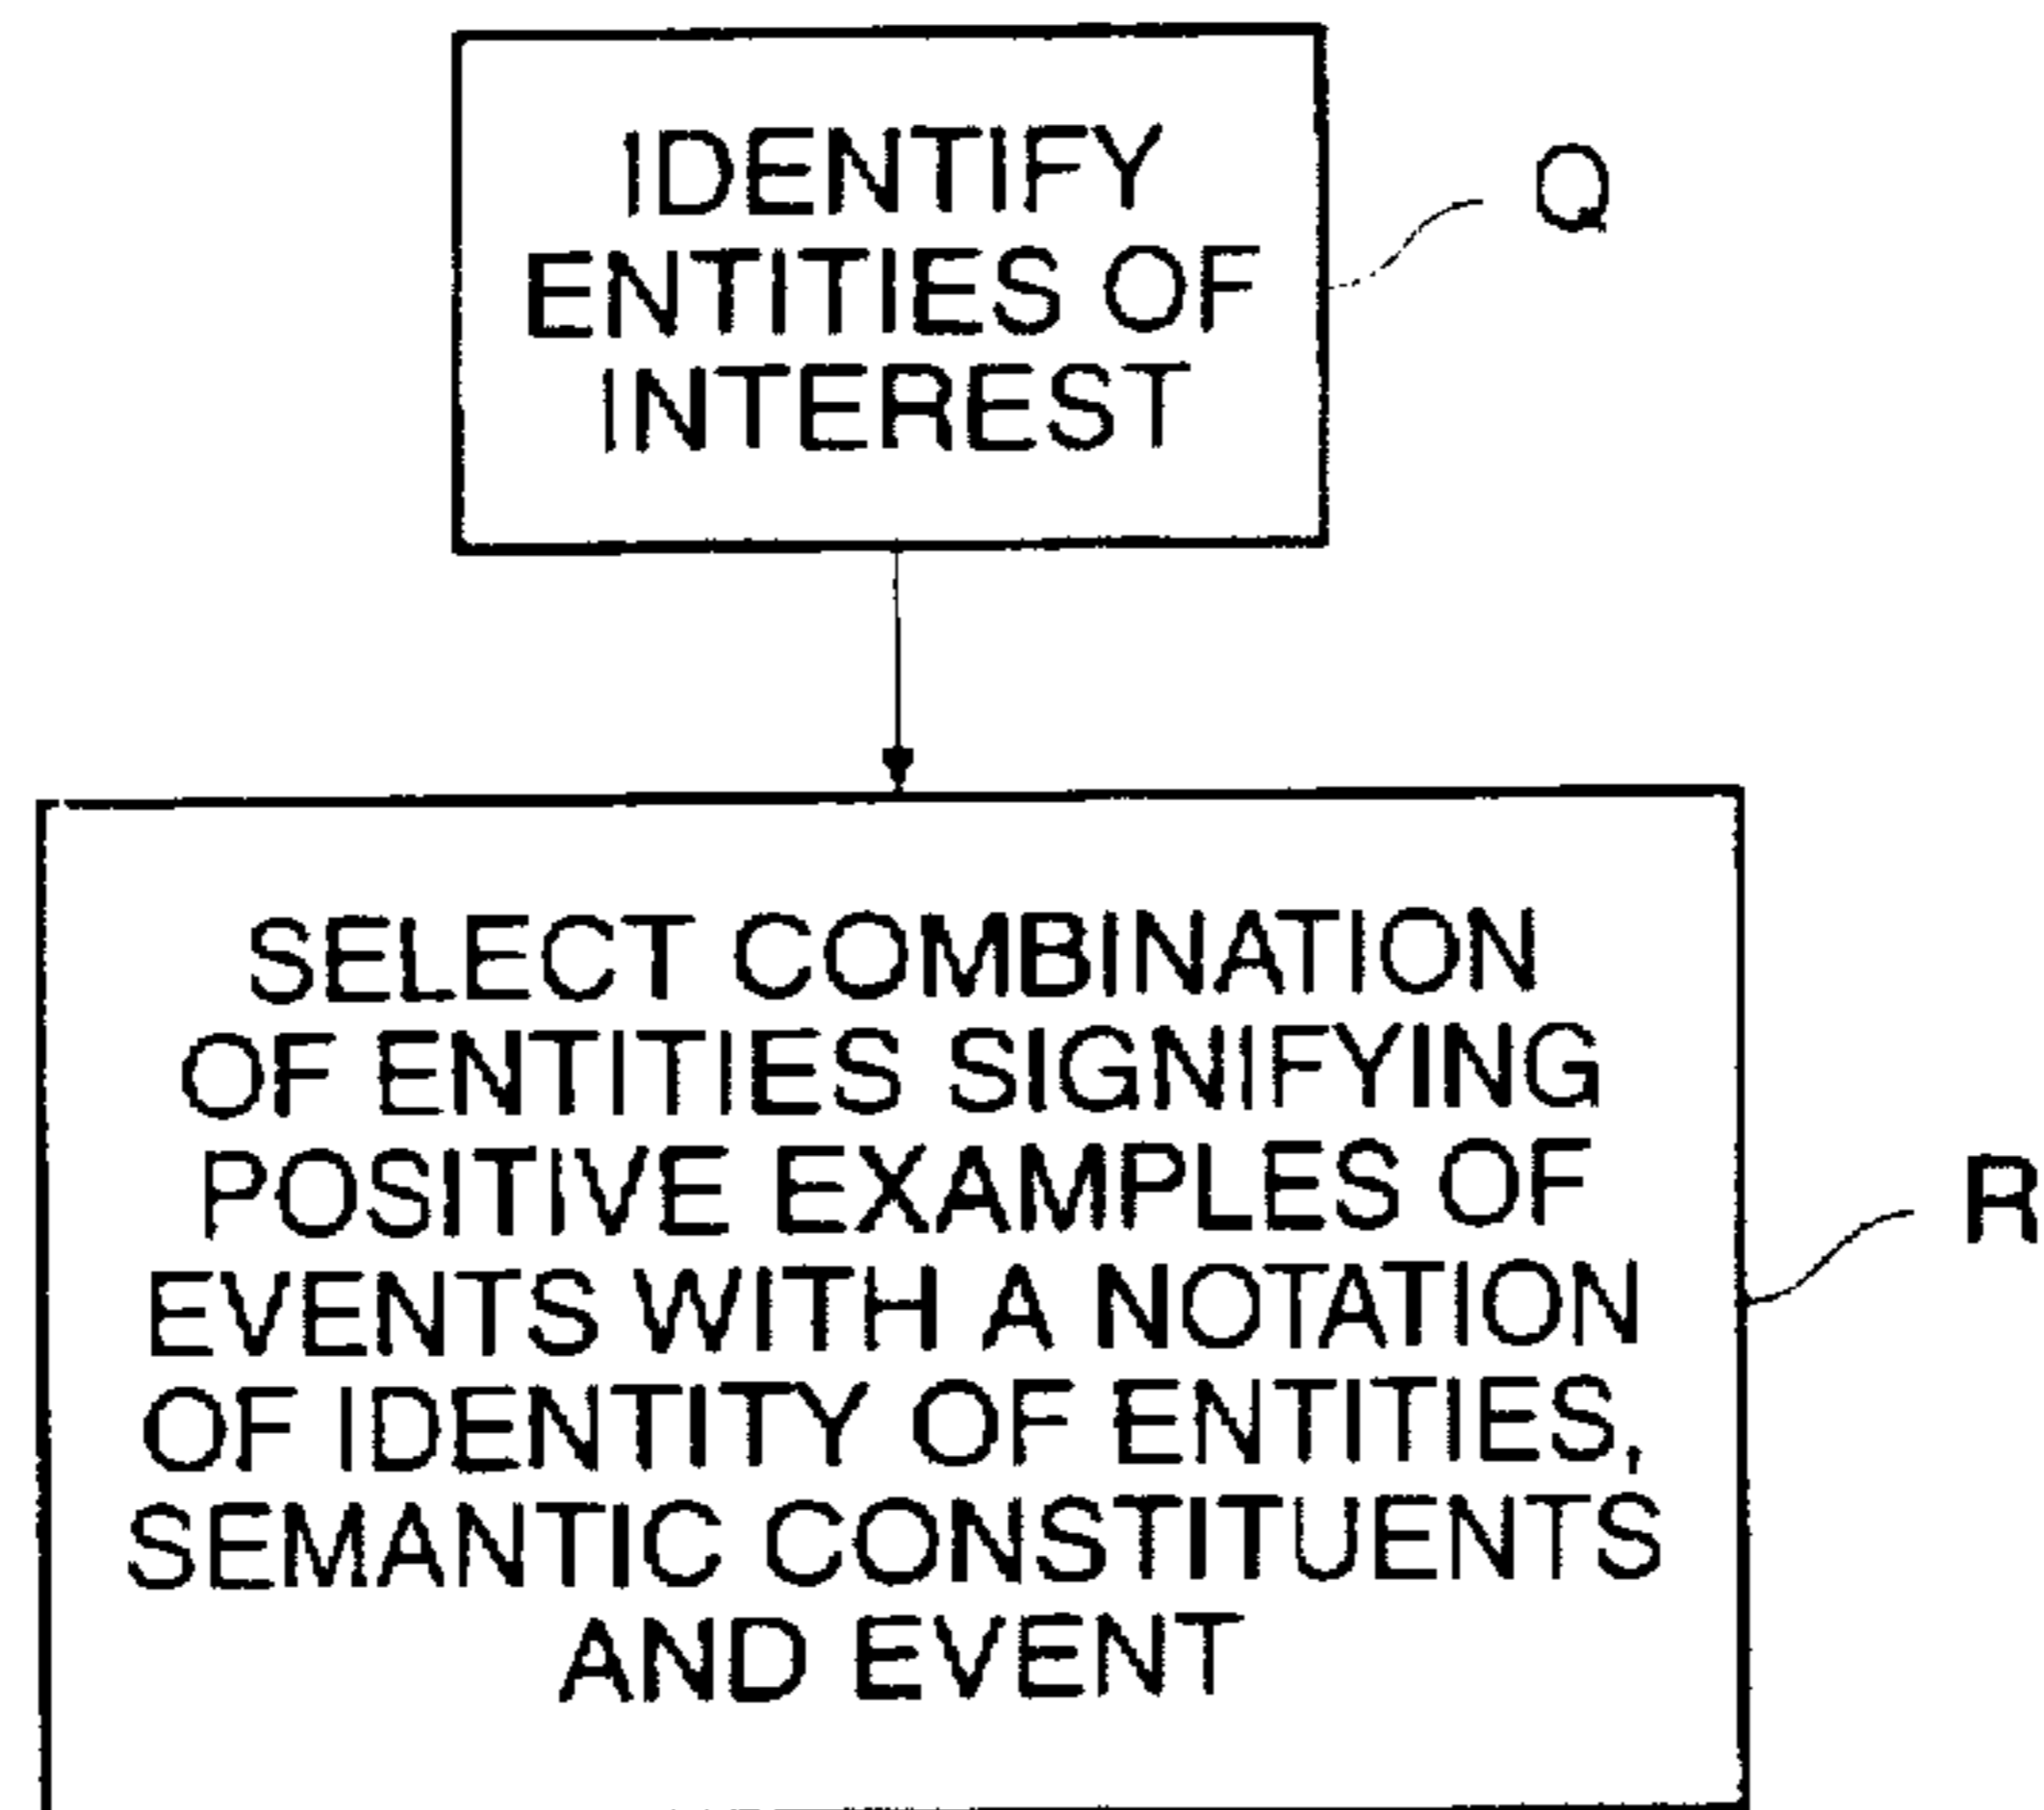 IDENTIFY
ENTITIES OF
INTEREST
Q
SELECT COMBINATION
OF ENTITIES SIGNIFYING
POSITIVE EXAMPLES OF
EVENTS WITH A NOTATION
OF IDENTITY OF ENTITIES,
SEMANTIC CONSTITUENTS
AND EVENT
R